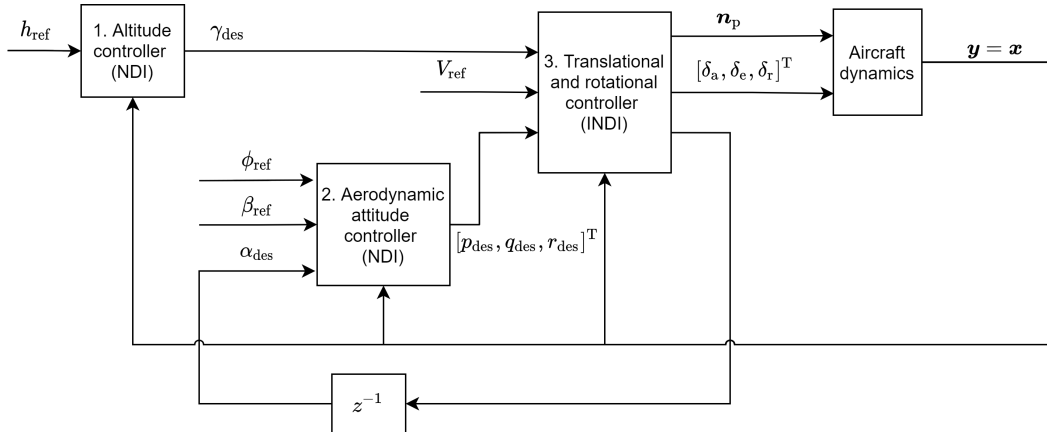 h_ref
1. Altitude
controller
(NDI)
γ_des
V_ref
3. Translational
and rotational
controller
(INDI)
n_p
[δ_a, δ_e, δ_r]^T
Aircraft
dynamics
y = x
ϕ_ref
β_ref
α_des
2. Aerodynamic
attitude
controller
(NDI)
[p_des, q_des, r_des]^T
z^{-1}